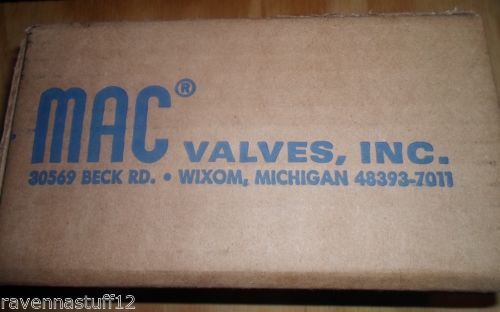 MAC® VALVES, INC.
30569 BECK RD. • WIXOM, MICHIGAN 48393-7011
ravennastuff12